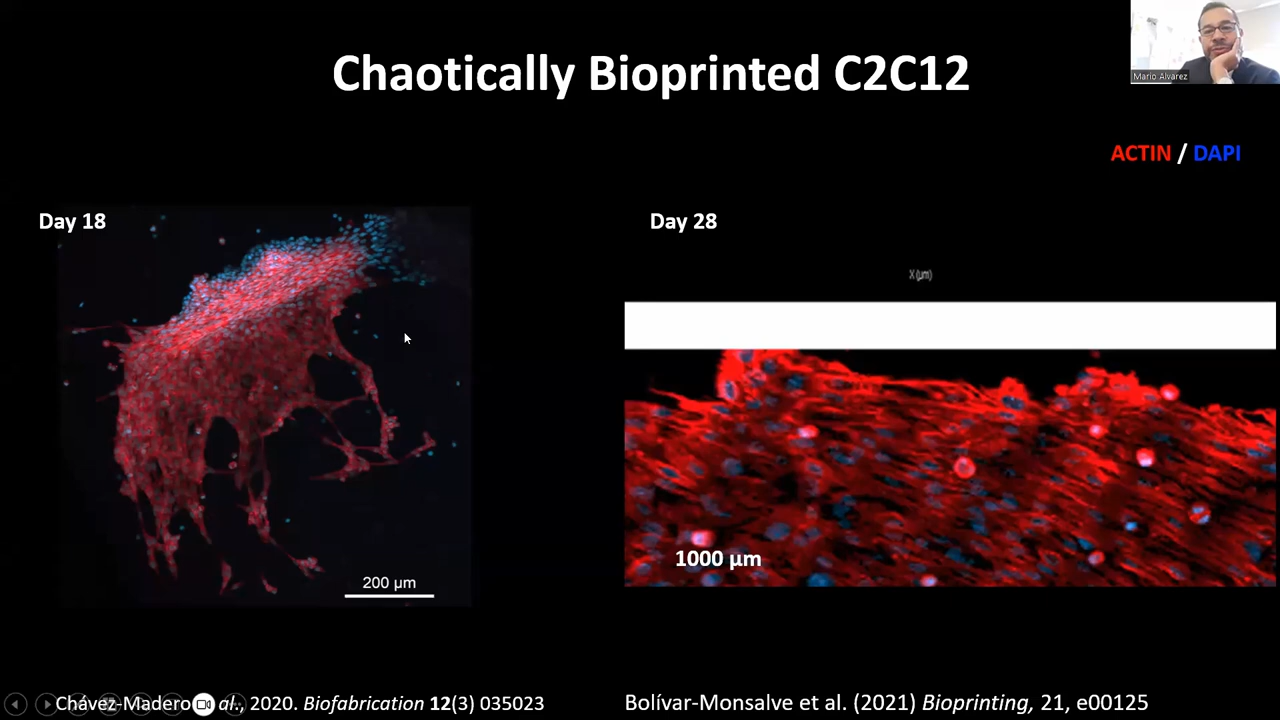 Chaotically Bioprinted C2C12
Mario Alvarez
ACTIN / DAPI
Day 18
Day 28
X (µm)
200 µm
1000 µm
Chávez-Madero al., 2020. Biofabrication 12(3) 035023
Bolívar-Monsalve et al. (2021) Bioprinting, 21, e00125